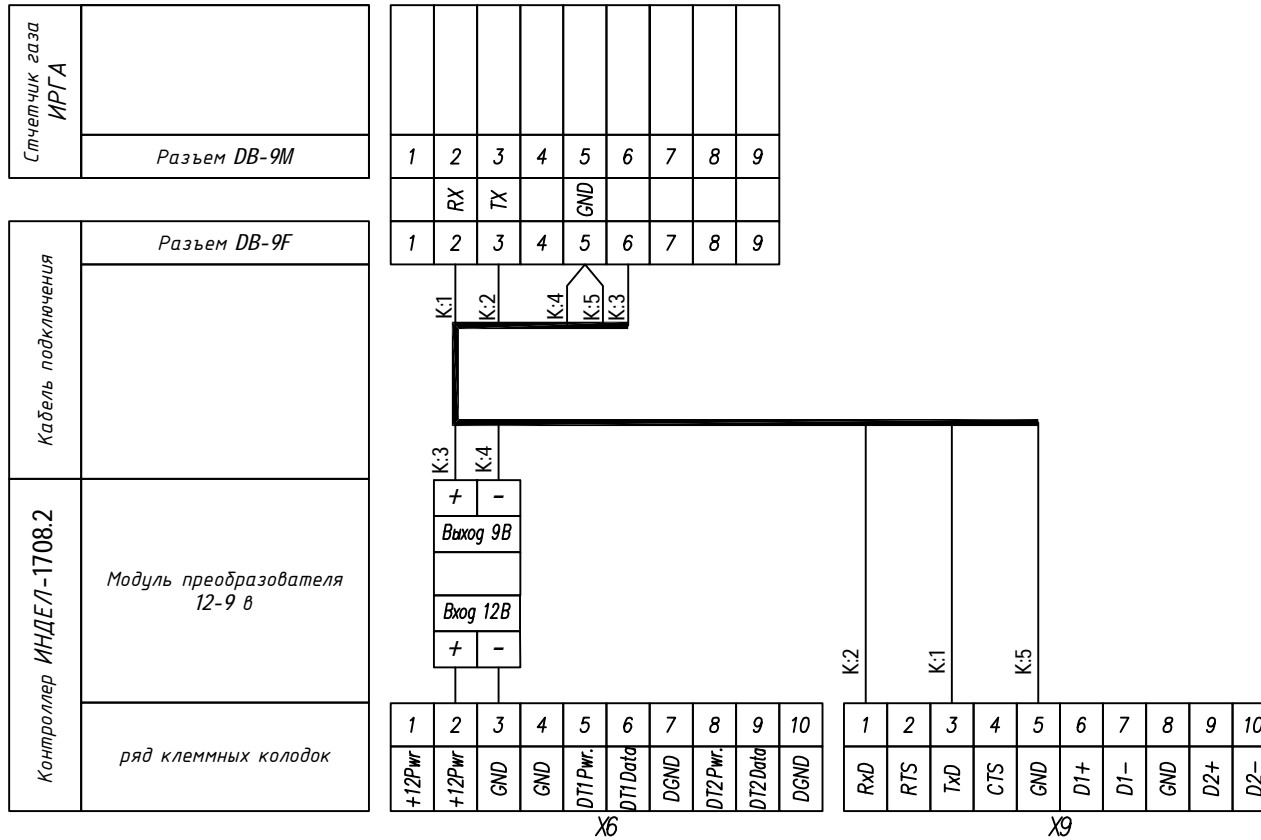 Стчетчик газа
ИРГА
Разъем DB-9M
1 2 3 4 5 6 7 8 9
RX TX GND
Кабель подключения
Разъем DB-9F
1 2 3 4 5 6 7 8 9
К:1 К:2 К:4 К:5 К:3
К:3 К:4
Контроллер ИНДЕЛ-1708.2
Модуль преобразователя
12-9 в
+ -
Выход 9В
Вход 12В
+ -
К:2 К:1 К:5
ряд клеммных колодок
1 2 3 4 5 6 7 8 9 10
+12Pwr +12Pwr GND GND DT1Pwr. DT1Data DGND DT2Pwr. DT2Data DGND
X6
1 2 3 4 5 6 7 8 9 10
RxD RTS TxD CTS GND D1+ D1- GND D2+ D2-
X9